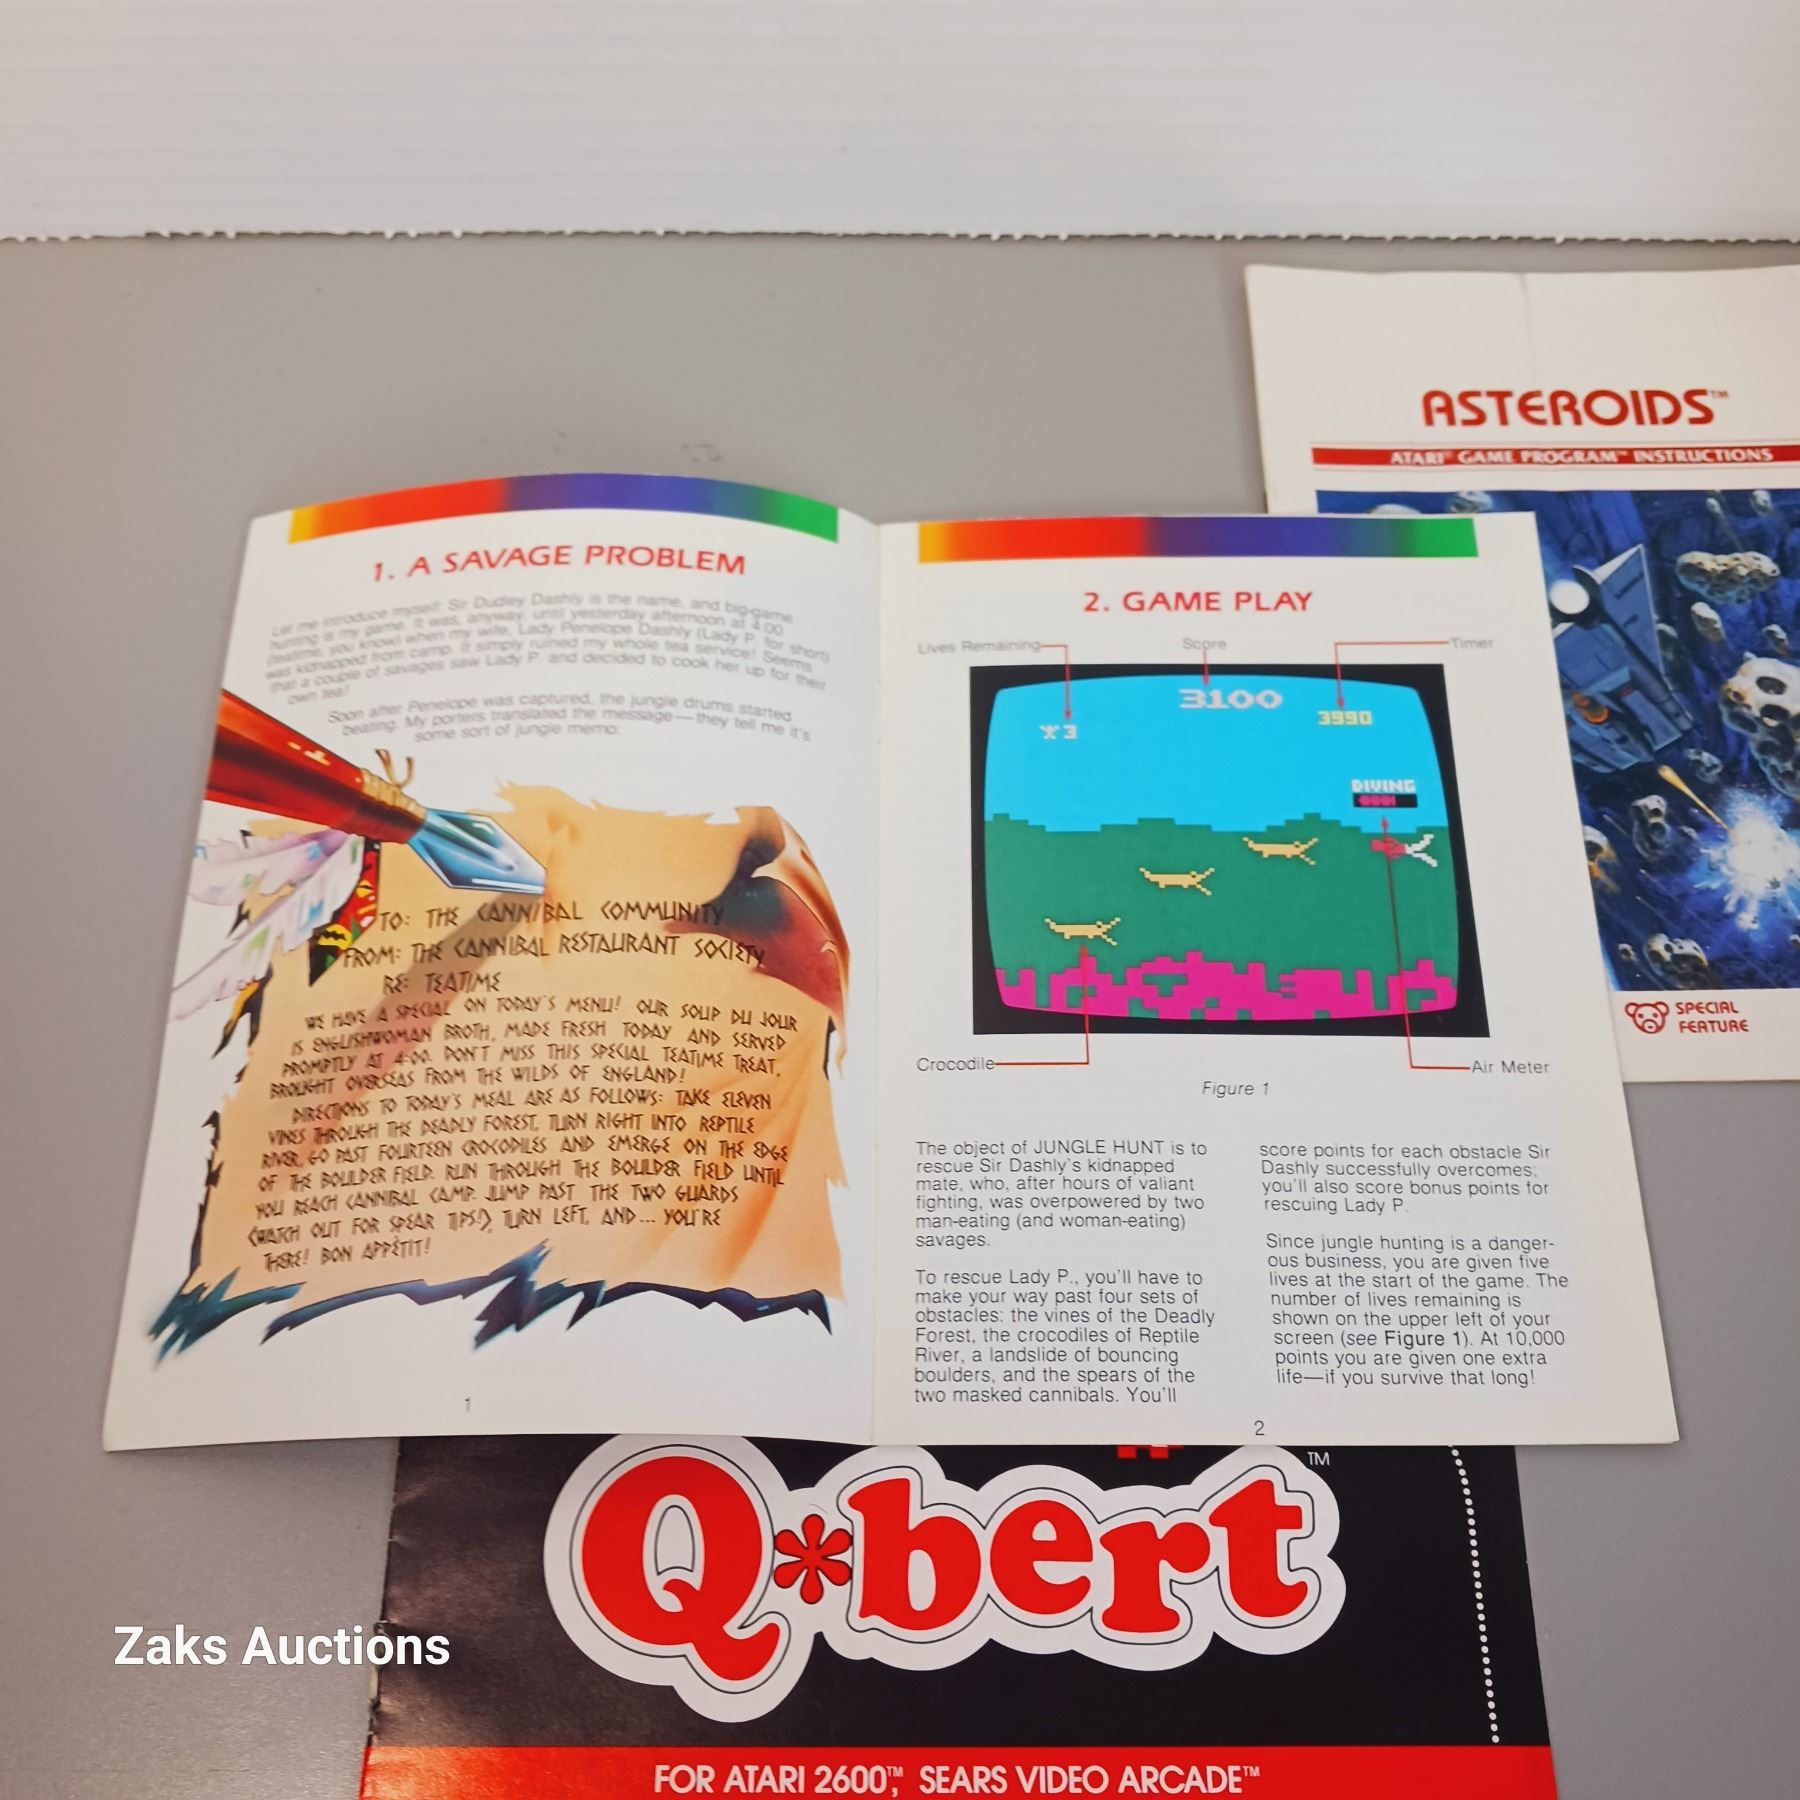 ASTEROIDS™
ATARI® GAME PROGRAM™ INSTRUCTIONS
SPECIAL
FEATURE
1. A SAVAGE PROBLEM
Let me introduce myself: Sir Dudley Dashly is the name, and big-game
hunting is my game. It was, anyway, until yesterday afternoon at 4:00
(teatime, you know) when my wife, Lady Penelope Dashly (Lady P. for short)
was kidnapped from camp. It simply ruined my whole tea service! Seems
that a couple of savages saw Lady P. and decided to cook her up for their
own tea!
Soon after Penelope was captured, the jungle drums started
beating. My porters translated the message—they tell me it's
some sort of jungle memo:
TO: THE CANNIBAL COMMUNITY
FROM: THE CANNIBAL RESTAURANT SOCIETY
RE: TEATIME
WE HAVE A SPECIAL ON TODAY'S MENU! OUR SOUP DU JOUR
IS ENGLISHWOMAN BROTH, MADE FRESH TODAY AND SERVED
PROMPTLY AT 4:00. DON'T MISS THIS SPECIAL TEATIME TREAT,
BROUGHT OVERSEAS FROM THE WILDS OF ENGLAND!
DIRECTIONS TO TODAY'S MEAL ARE AS FOLLOWS: TAKE ELEVEN
VINES THROUGH THE DEADLY FOREST, TURN RIGHT INTO REPTILE
RIVER, GO PAST FOURTEEN CROCODILES AND EMERGE ON THE EDGE
OF THE BOULDER FIELD. RUN THROUGH THE BOULDER FIELD UNTIL
YOU REACH CANNIBAL CAMP. JUMP PAST THE TWO GUARDS
(WATCH OUT FOR SPEAR TIPS!), TURN LEFT, AND... YOU'RE
THERE! BON APPÉTIT!
1
2. GAME PLAY
Lives Remaining
Score
Timer
3100
3990
3
DIVING
Crocodile
Air Meter
Figure 1
The object of JUNGLE HUNT is to
rescue Sir Dashly's kidnapped
mate, who, after hours of valiant
fighting, was overpowered by two
man-eating (and woman-eating)
savages.
To rescue Lady P., you'll have to
make your way past four sets of
obstacles: the vines of the Deadly
Forest, the crocodiles of Reptile
River, a landslide of bouncing
boulders, and the spears of the
two masked cannibals. You'll
score points for each obstacle Sir
Dashly successfully overcomes;
you'll also score bonus points for
rescuing Lady P.
Since jungle hunting is a danger-
ous business, you are given five
lives at the start of the game. The
number of lives remaining is
shown on the upper left of your
screen (see Figure 1). At 10,000
points you are given one extra
life—if you survive that long!
2
Q*bert
TM
FOR ATARI 2600™, SEARS VIDEO ARCADE™
Zaks Auctions